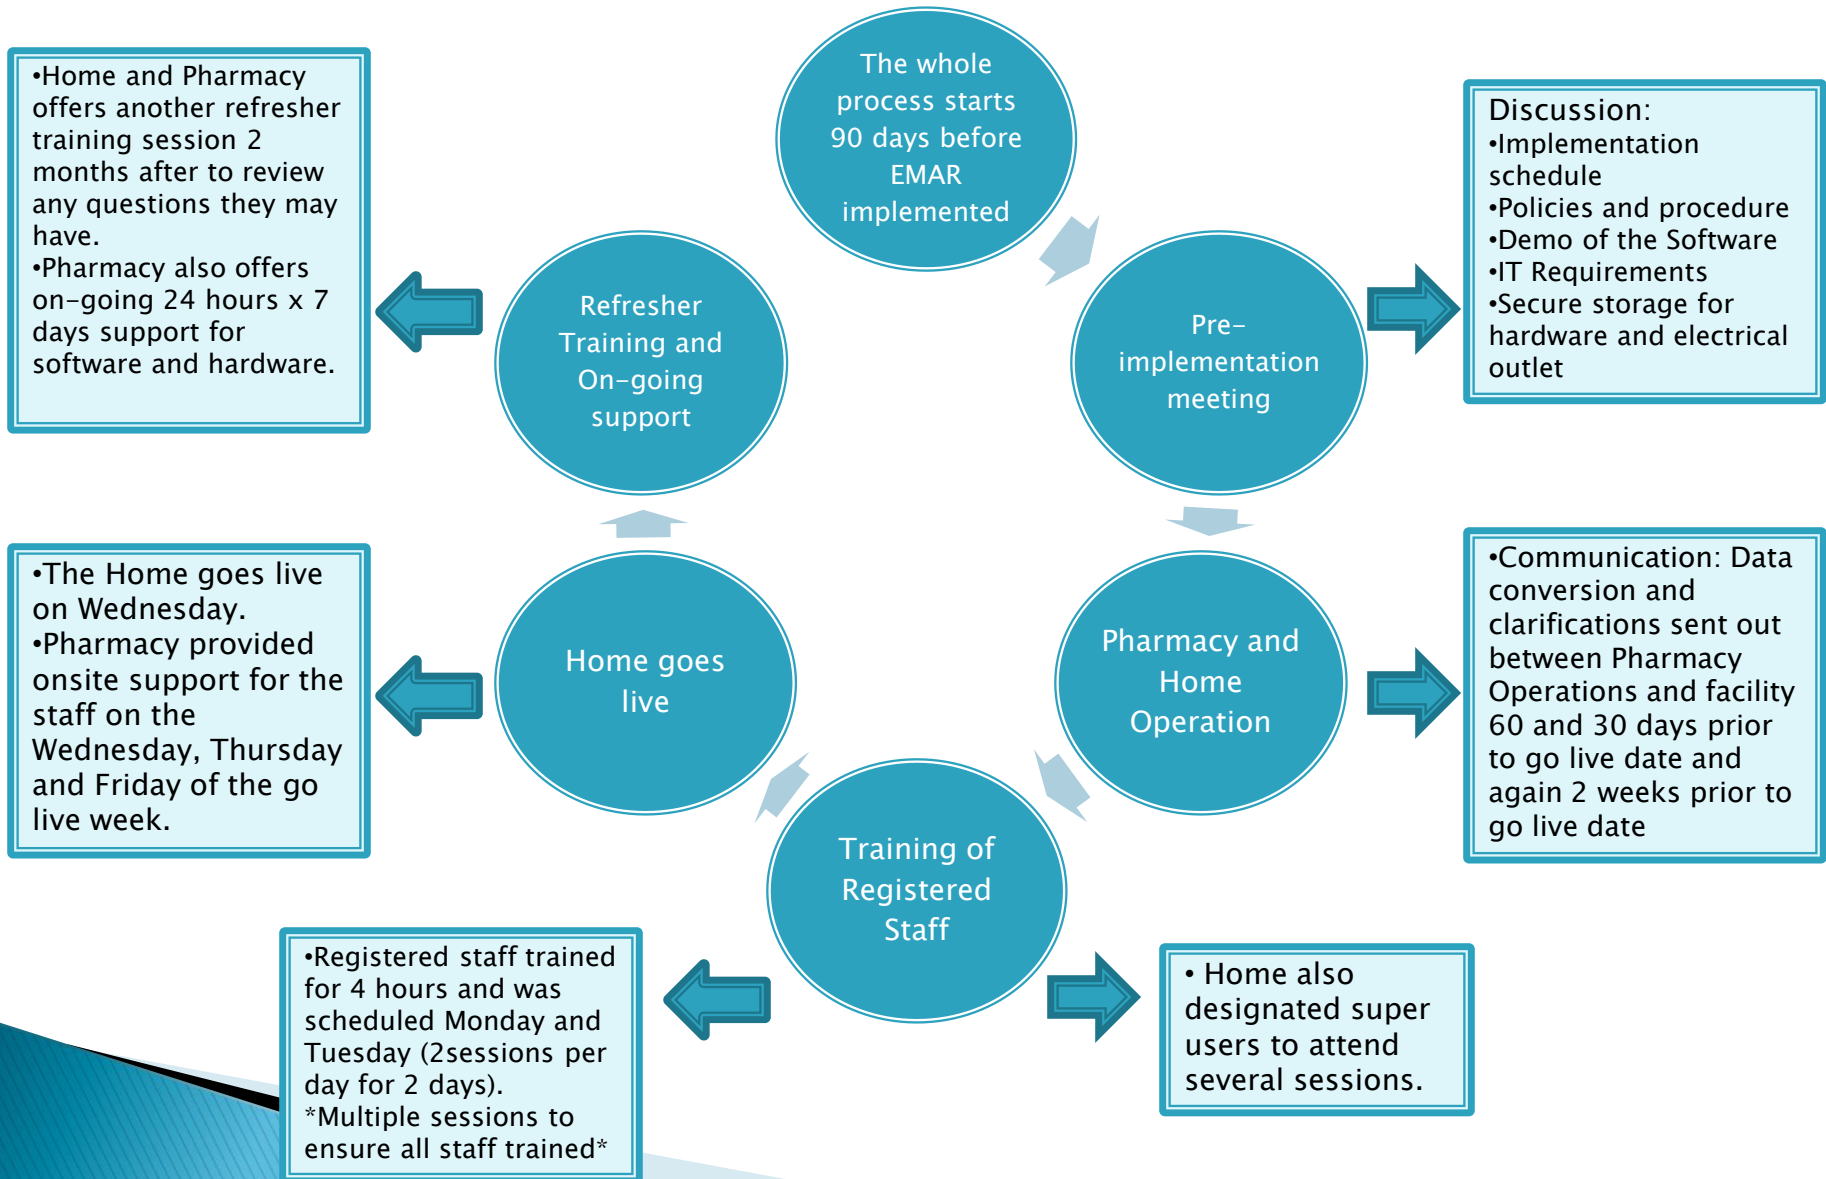 The whole
process starts
90 days before
EMAR
implemented
Pre-
implementation
meeting
Discussion:
•Implementation
schedule
•Policies and procedure
•Demo of the Software
•IT Requirements
•Secure storage for
hardware and electrical
outlet
Pharmacy and
Home
Operation
•Communication: Data
conversion and
clarifications sent out
between Pharmacy
Operations and facility
60 and 30 days prior
to go live date and
again 2 weeks prior to
go live date
Training of
Registered
Staff
• Home also
designated super
users to attend
several sessions.
•Registered staff trained
for 4 hours and was
scheduled Monday and
Tuesday (2sessions per
day for 2 days).
*Multiple sessions to
ensure all staff trained*
Home goes
live
•The Home goes live
on Wednesday.
•Pharmacy provided
onsite support for the
staff on the
Wednesday, Thursday
and Friday of the go
live week.
Refresher
Training and
On-going
support
•Home and Pharmacy
offers another refresher
training session 2
months after to review
any questions they may
have.
•Pharmacy also offers
on-going 24 hours x 7
days support for
software and hardware.